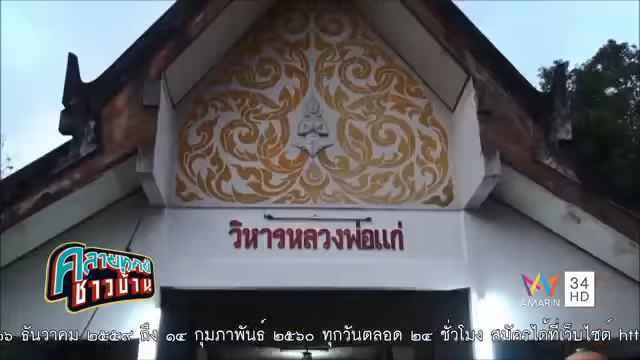 วิหารหลวงพ่อแก่
คลายทุกข์
ชาวบ้าน
AMARIN
34
HD
๖ ธันวาคม ๒๕๕๙ ถึง ๑๔ กุมภาพันธ์ ๒๕๖๐ ทุกวันตลอด ๒๔ ชั่วโมง สมัครได้ที่เว็บไซต์ htt